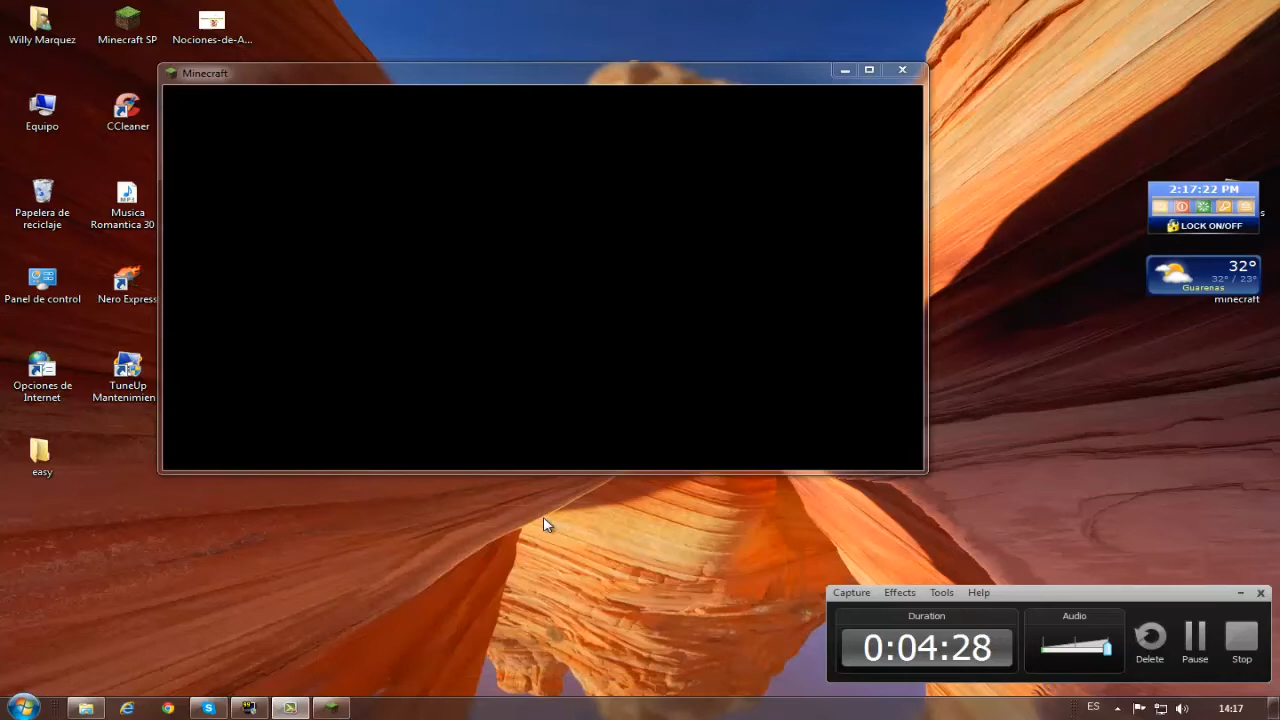 Willy Marquez
Minecraft SP
Nociones-de-A...
Minecraft
Equipo
CCleaner
Papelera de
reciclaje
MP3
Musica
Romantica 30
2:17:22 PM
LOCK ON/OFF
32°
32° / 23°
Guarenas
minecraft
Panel de control
Nero Express
Opciones de
Internet
TuneUp
Mantenimien
easy
Capture
Effects
Tools
Help
Duration
Audio
0:04:28
Delete
Pause
Stop
ES
14:17